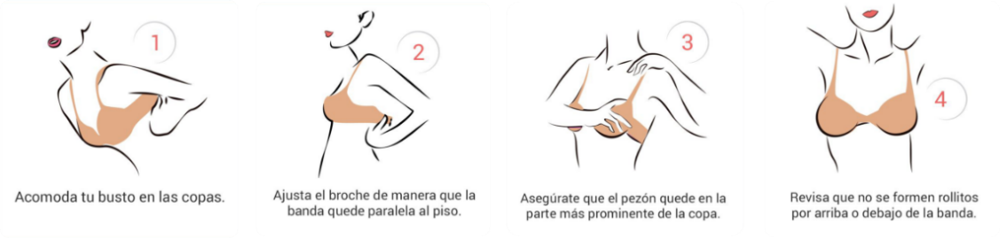 1
Acomoda tu busto en las copas.
2
Ajusta el broche de manera que la
banda quede paralela al piso.
3
Asegúrate que el pezón quede en la
parte más prominente de la copa.
4
Revisa que no se formen rollitos
por arriba o debajo de la banda.